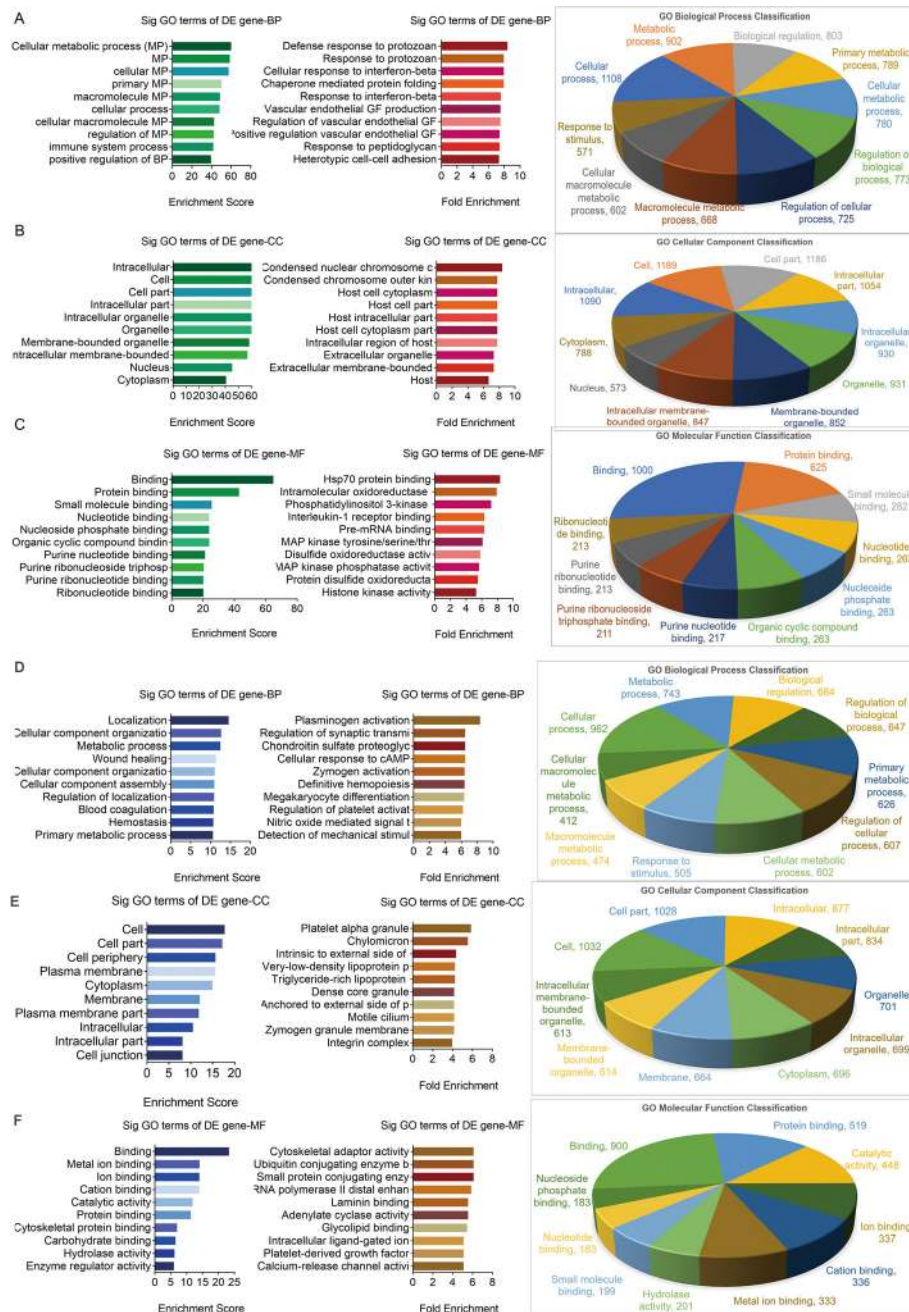 A
Sig GO terms of DE gene-BP
Cellular metabolic process (MP)
MP
cellular MP
primary MP
macromolecule MP
cellular process
cellular macromolecule MP
regulation of MP
immune system process
positive regulation of BP
0 20 40 60 80
Enrichment Score
Sig GO terms of DE gene-BP
Defense response to protozoan
Response to protozoan
Cellular response to interferon-beta
Chaperone mediated protein folding
Response to interferon-beta
Vascular endothelial GF production
Regulation of vascular endothelial GF
Positive regulation vascular endothelial GF
Response to peptidoglycan
Heterotypic cell-cell adhesion
0 2 4 6 8 10
Fold Enrichment
GO Biological Process Classification
Metabolic
process, 902
Biological regulation, 803
Primary metabolic
process, 789
Cellular
process, 1108
Cellular
metabolic
process,
780
Response to
stimulus, 571
Regulation of
biological
process, 773
Cellular
macromolecule
metabolic
process, 602
Macromolecule metabolic
process, 668
Regulation of cellular
process, 725
B
Sig GO terms of DE gene-CC
Intracellular
Cell
Cell part
Intracellular part
Intracellular organelle
Organelle
Membrane-bounded organelle
ntracellular membrane-bounded
Nucleus
Cytoplasm
0 10 20 30 40 50 60
Enrichment Score
Sig GO terms of DE gene-CC
Condensed nuclear chromosome c
Condensed chromosome outer kin
Host cell cytoplasm
Host cell part
Host intracellular part
Host cell cytoplasm part
Intracellular region of host
Extracellular organelle
Extracellular membrane-bounded
Host
0 2 4 6 8 10
Fold Enrichment
GO Cellular Component Classification
Cell, 1189
Cell part, 1186
Intracellular
part, 1054
Intracellular,
1090
Intracellular
organelle,
930
Cytoplasm,
788
Organelle, 931
Nucleus, 573
Intracellular membrane-
bounded organelle, 847
Membrane-bounded
organelle, 852
C
Sig GO terms of DE gene-MF
Binding
Protein binding
Small molecule binding
Nucleotide binding
Nucleoside phosphate binding
Organic cyclic compound bindin
Purine nucleotide binding
Purine ribonucleoside triphosp
Purine ribonucleotide binding
Ribonucleotide binding
0 20 40 60 80
Enrichment Score
Sig GO terms of DE gene-MF
Hsp70 protein binding
Intramolecular oxidoreductase
Phosphatidylinositol 3-kinase
Interleukin-1 receptor binding
Pre-mRNA binding
MAP kinase tyrosine/serine/thr
Disulfide oxidoreductase activ
MAP kinase phosphatase activit
Protein disulfide oxidoreducta
Histone kinase activity
0 2 4 6 8 10
Fold Enrichment
GO Molecular Function Classification
Binding, 1000
Protein binding,
625
Small molecule
binding, 282
Ribonucleoti
de binding,
213
Nucleotide
binding,
Purine
ribonucleotide
binding, 213
Nucleoside
phosphate
binding, 263
Purine ribonucleoside
triphosphate binding,
211
Purine nucleotide
binding, 217
Organic cyclic compound
binding, 263
D
Sig GO terms of DE gene-BP
Localization
Cellular component organizatio
Metabolic process
Wound healing
Cellular component organizatio
Cellular component assembly
Regulation of localization
Blood coagulation
Hemostasis
Primary metabolic process
0 5 10 15 20
Enrichment Score
Sig GO terms of DE gene-BP
Plasminogen activation
Regulation of synaptic transmi
Chondroitin sulfate proteoglyc
Cellular response to cAMP
Zymogen activation
Definitive hemopoiesis
Megakaryocyte differentiation
Regulation of platelet activat
Nitric oxide mediated signal t
Detection of mechanical stimul
0 2 4 6 8 10
Fold Enrichment
GO Biological Process Classification
Metabolic
process, 743
Biological
regulation, 664
Regulation of
biological
process, 647
Cellular
process, 962
Primary
metabolic
process,
626
Cellular
macromolec
ule
metabolic
process,
412
Regulation of
cellular
process, 607
Macromolecule
metabolic
process, 474
Response to
stimulus, 505
Cellular metabolic
process, 602
E
Sig GO terms of DE gene-CC
Cell
Cell part
Cell periphery
Plasma membrane
Cytoplasm
Membrane
Plasma membrane part
Intracellular
Intracellular part
Cell junction
0 5 10 15 20
Enrichment Score
Sig GO terms of DE gene-CC
Platelet alpha granule
Chylomicron
Intrinsic to external side of
Very-low-density lipoprotein p
Triglyceride-rich lipoprotein
Dense core granule
Anchored to external side of p
Motile cilium
Zymogen granule membrane
Integrin complex
0 2 4 6 8
Fold Enrichment
GO Cellular Component Classification
Cell part, 1028
Intracellular, 877
Intracellular
part, 834
Cell, 1032
Organelle
701
Intracellular
membrane-
bounded organelle,
613
Intracellular
organelle, 699
Membrane-
bounded
organelle, 614
Membrane, 664
Cytoplasm, 696
F
Sig GO terms of DE gene-MF
Binding
Metal ion binding
Ion binding
Cation binding
Catalytic activity
Protein binding
Cytoskeletal protein binding
Carbohydrate binding
Hydrolase activity
Enzyme regulator activity
0 5 10 15 20 25
Enrichment Score
Sig GO terms of DE gene-MF
Cytoskeletal adaptor activity
Ubiquitin conjugating enzyme b
Small protein conjugating enzy
RNA polymerase II distal enhan
Laminin binding
Adenylate cyclase activity
Glycolipid binding
Intracellular ligand-gated ion
Platelet-derived growth factor
Calcium-release channel activi
0 2 4 6 8
Fold Enrichment
GO Molecular Function Classification
Protein binding, 519
Binding, 900
Catalytic
activity, 448
Nucleoside
phosphate
binding, 183
Ion binding
337
Nucleotide
binding, 183
Cation binding,
336
Small molecule
binding, 199
Hydrolase
activity, 201
Metal ion binding, 333